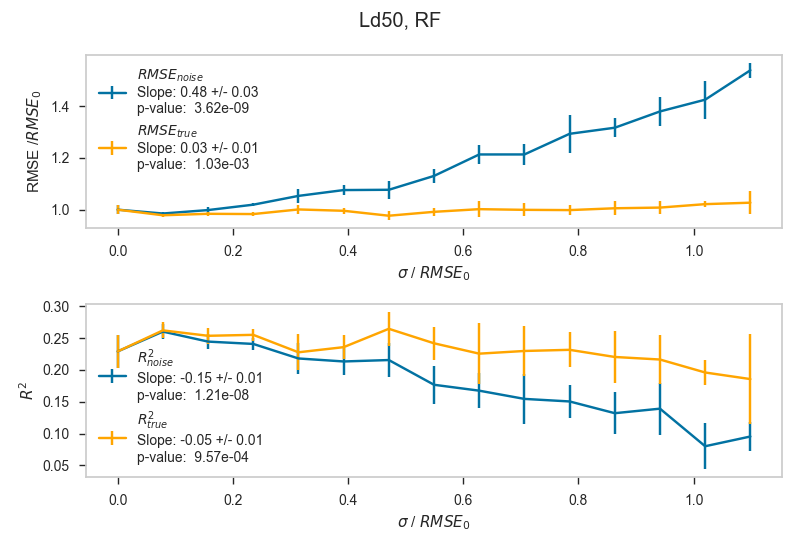 Ld50, RF
RMSE /RMSE₀
1.4
1.2
1.0
RMSE_noise
Slope: 0.48 +/- 0.03
p-value:  3.62e-09
RMSE_true
Slope: 0.03 +/- 0.01
p-value:  1.03e-03
0.0 0.2 0.4 0.6 0.8 1.0
σ / RMSE₀
R²
0.30
0.25
0.20
0.15
0.10
0.05
R²_noise
Slope: -0.15 +/- 0.01
p-value:  1.21e-08
R²_true
Slope: -0.05 +/- 0.01
p-value:  9.57e-04
0.0 0.2 0.4 0.6 0.8 1.0
σ / RMSE₀